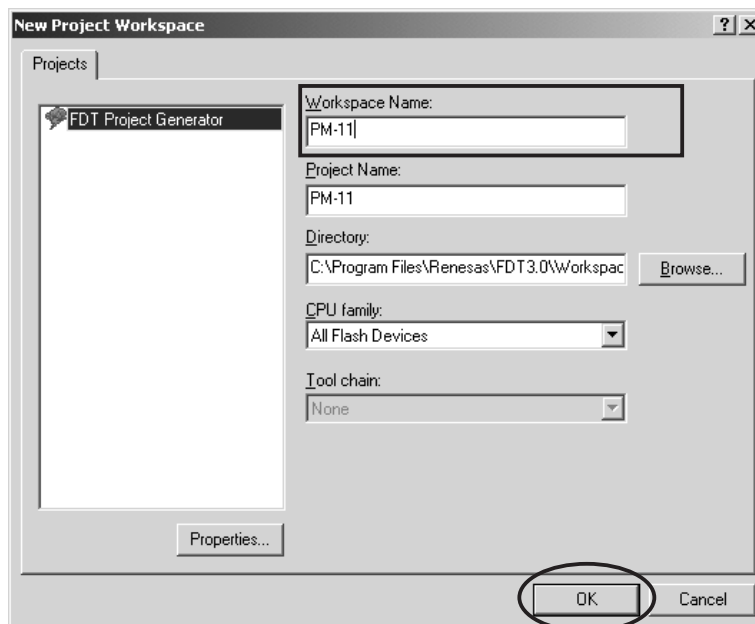 New Project Workspace
Projects
FDT Project Generator
Workspace Name:
PM-11
Project Name:
PM-11
Directory:
C:\Program Files\Renesas\FDT3.0\Workspac
Browse...
CPU family:
All Flash Devices
Tool chain:
None
Properties...
OK
Cancel